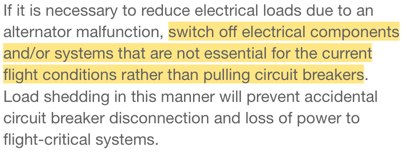 If it is necessary to reduce electrical loads due to an
alternator malfunction, switch off electrical components
and/or systems that are not essential for the current
flight conditions rather than pulling circuit breakers.
Load shedding in this manner will prevent accidental
circuit breaker disconnection and loss of power to
flight-critical systems.